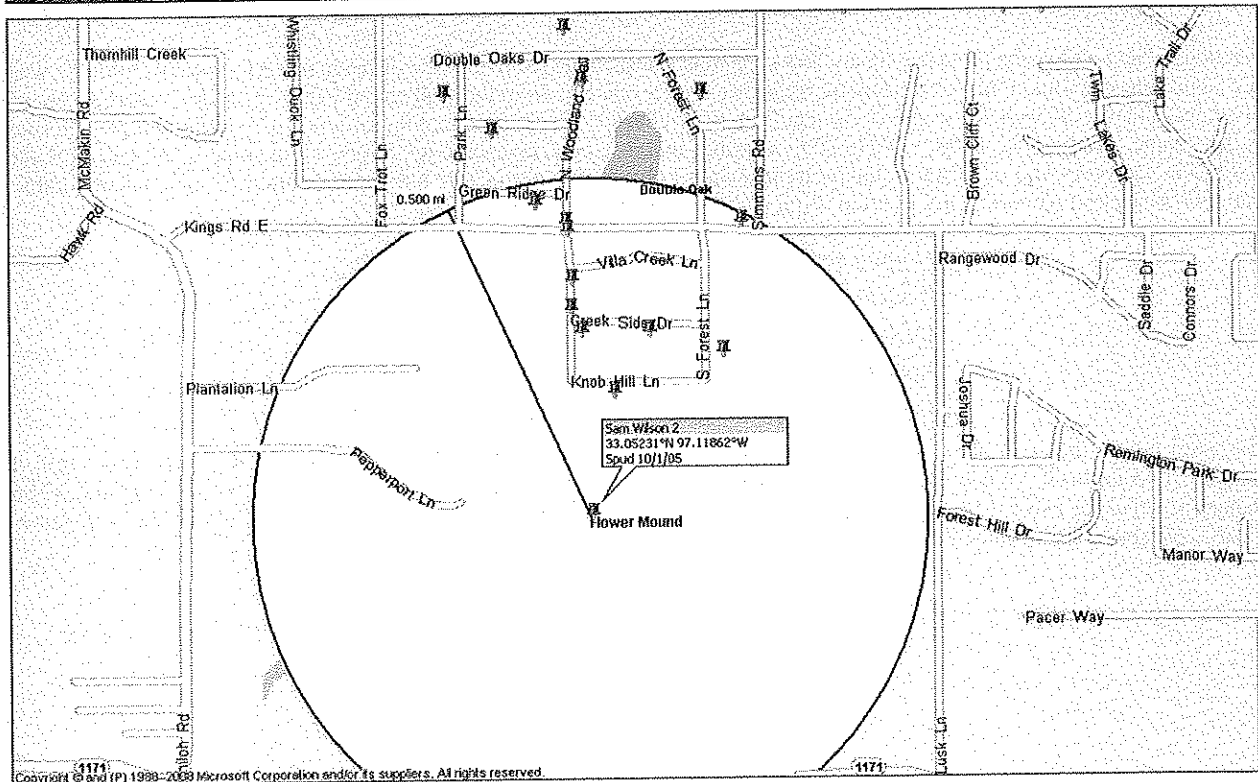 Thornhill Creek
McMakin Rd
Whistling Duck Ln
Fox Trot Ln
Double Oaks Dr
Park Ln
N Woodland
N Forest Ln
Simmons Rd
Brown Cliff Ct
Twin Lakes Dr
Lake Trail Dr
0.500 mi
Green Ridge Dr
Double Oak
Hawk Rd
Kings Rd E
Villa Creek Ln
Rangewood Dr
Saddle Dr
Connors Dr
Creek Side Dr
S Forest Ln
Plantation Ln
Knob Hill Ln
Joshua Dr
Sam Wilson 2
33.05231°N 97.11862°W
Spud 10/1/05
Pepperport Ln
Remington Park Dr
Flower Mound
Forest Hill Dr
Manor Way
Pacer Way
Lusk Ln
1171
1171
Copyright © and (P) 1998-2003 Microsoft Corporation and/or its suppliers. All rights reserved.